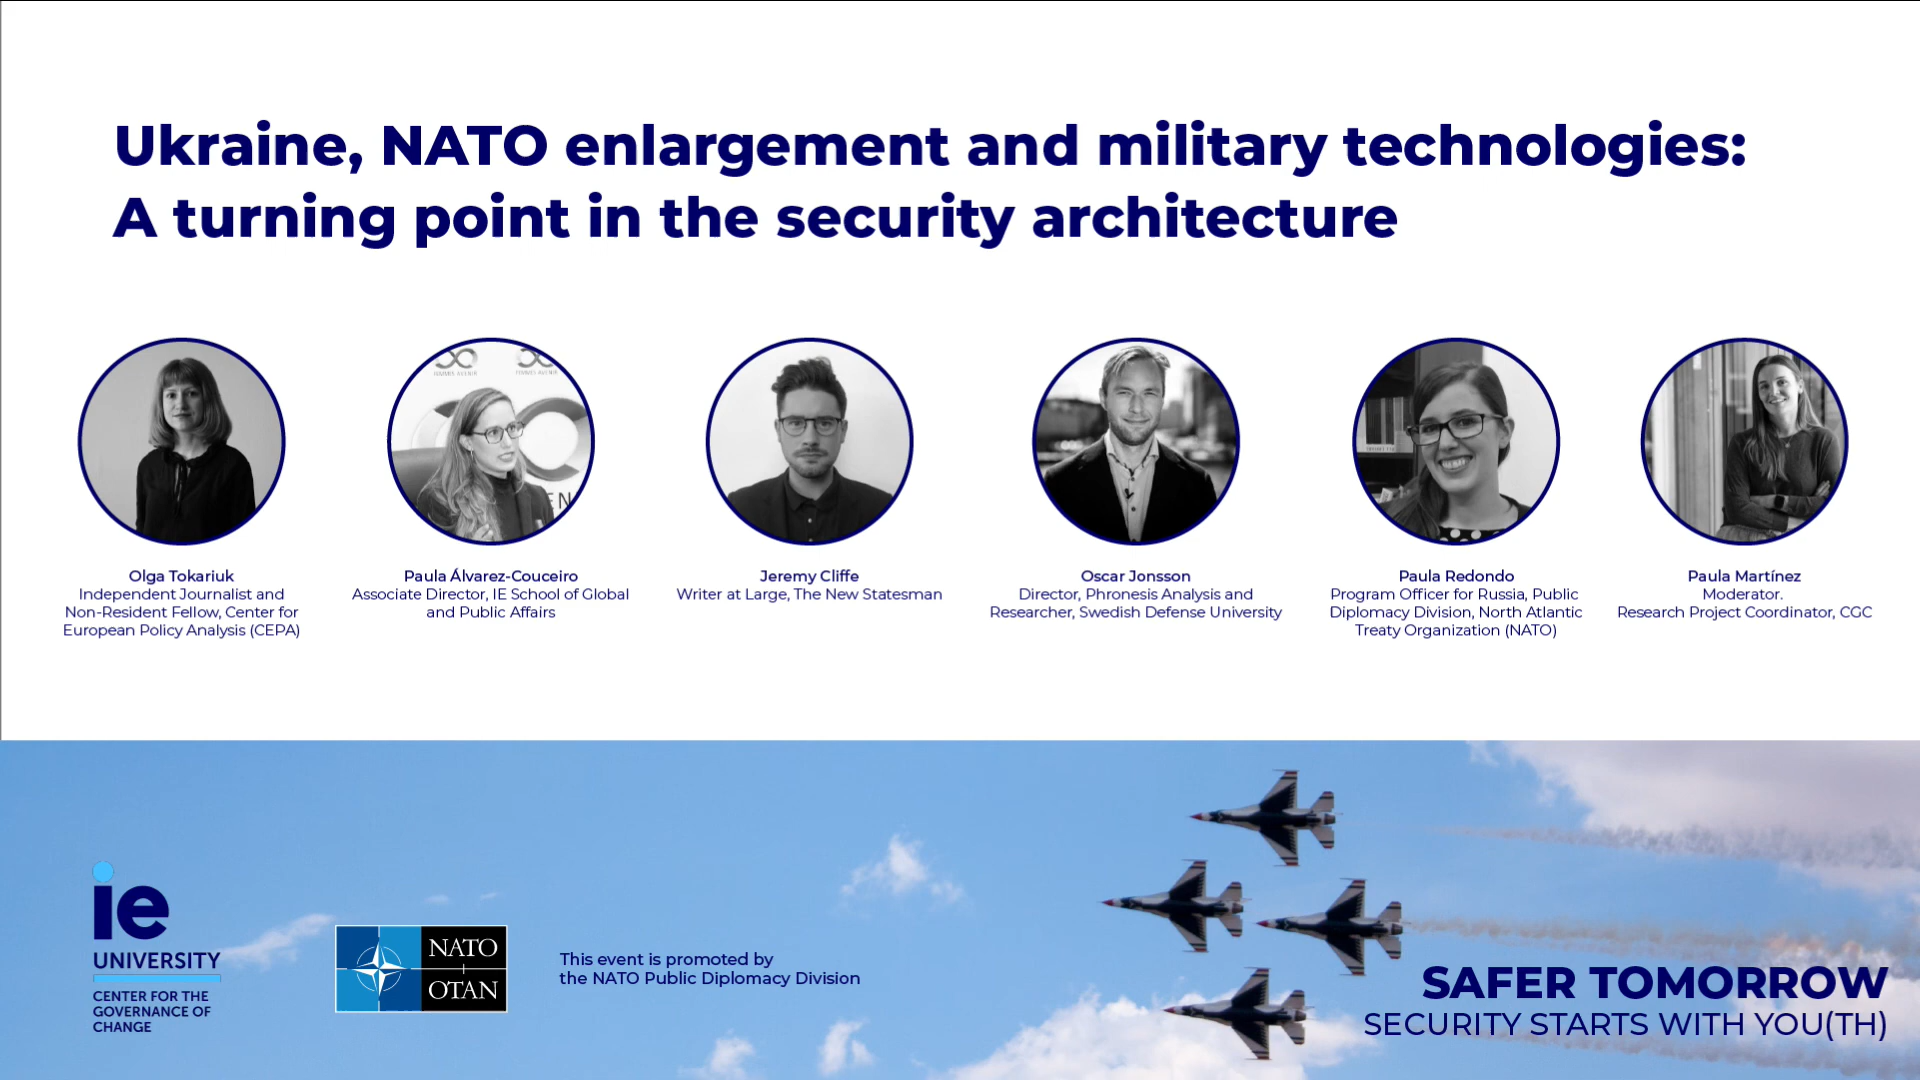 Ukraine, NATO enlargement and military technologies:
A turning point in the security architecture
Olga Tokariuk
Independent Journalist and
Non-Resident Fellow, Center for
European Policy Analysis (CEPA)
Paula Álvarez-Couceiro
Associate Director, IE School of Global
and Public Affairs
Jeremy Cliffe
Writer at Large, The New Statesman
Oscar Jonsson
Director, Phronesis Analysis and
Researcher, Swedish Defense University
Paula Redondo
Program Officer for Russia, Public
Diplomacy Division, North Atlantic
Treaty Organization (NATO)
Paula Martínez
Moderator.
Research Project Coordinator, CGC
ie
UNIVERSITY
CENTER FOR THE
GOVERNANCE OF
CHANGE
NATO
OTAN
This event is promoted by
the NATO Public Diplomacy Division
SAFER TOMORROW
SECURITY STARTS WITH YOU(TH)